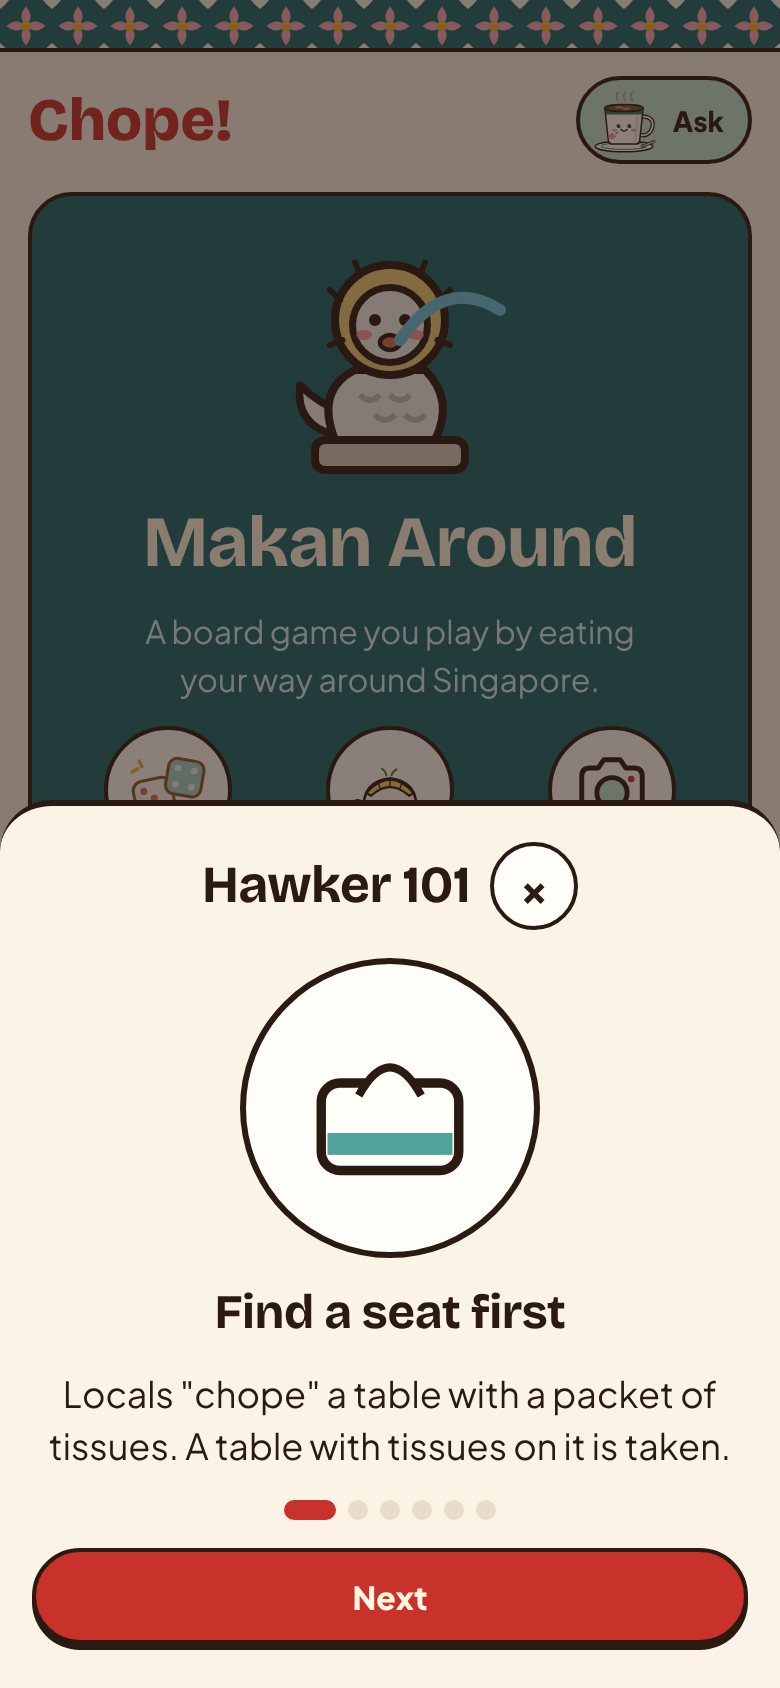 Chope!
Ask
Makan Around
A board game you play by eating
your way around Singapore.
Hawker 101
×
Find a seat first
Locals "chope" a table with a packet of
tissues. A table with tissues on it is taken.
Next